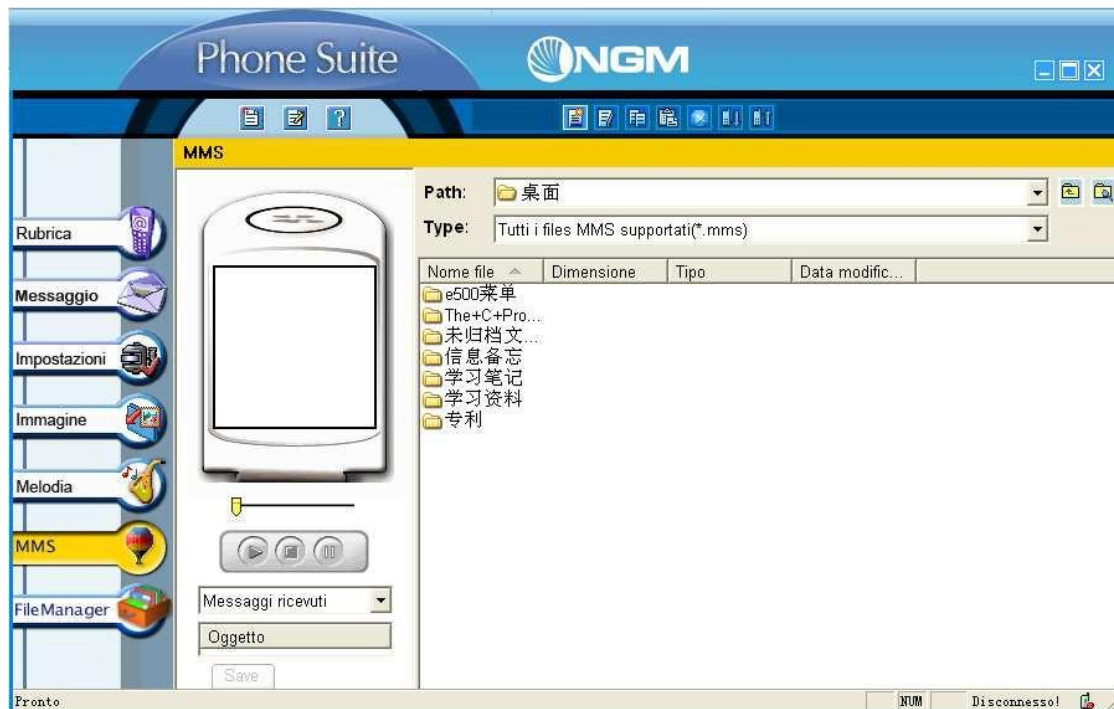 Phone Suite
NGM
MMS
Path: 桌面
Type: Tutti i files MMS supportati(*.mms)
Nome file Dimensione Tipo Data modific...
e500菜单
The+C+Pro...
未归档文...
信息备忘
学习笔记
学习资料
专利
Rubrica
Messaggio
Impostazioni
Immagine
Melodia
MMS
FileManager
Messaggi ricevuti
Oggetto
Save
Pronto
NUM
Disconnesso!